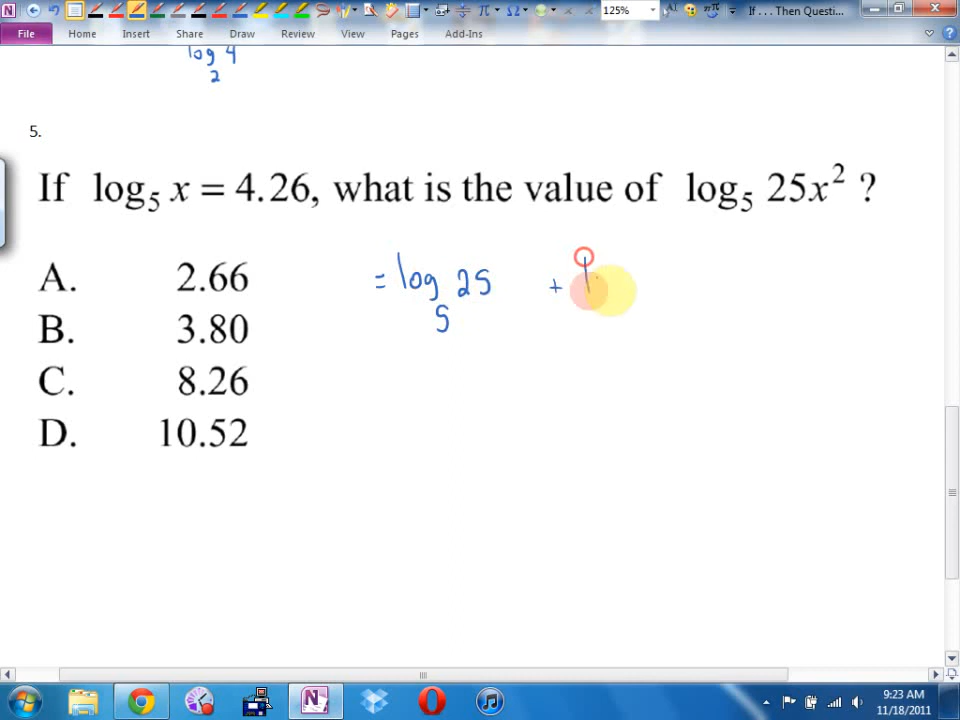 125% If . . . Then Questi...
File Home Insert Share Draw Review View Pages Add-Ins
log 4
2
5.
If log₅ x = 4.26, what is the value of log₅ 25x² ?
A. 2.66
= log 25 +
5
B. 3.80
C. 8.26
D. 10.52
9:23 AM
11/18/2011